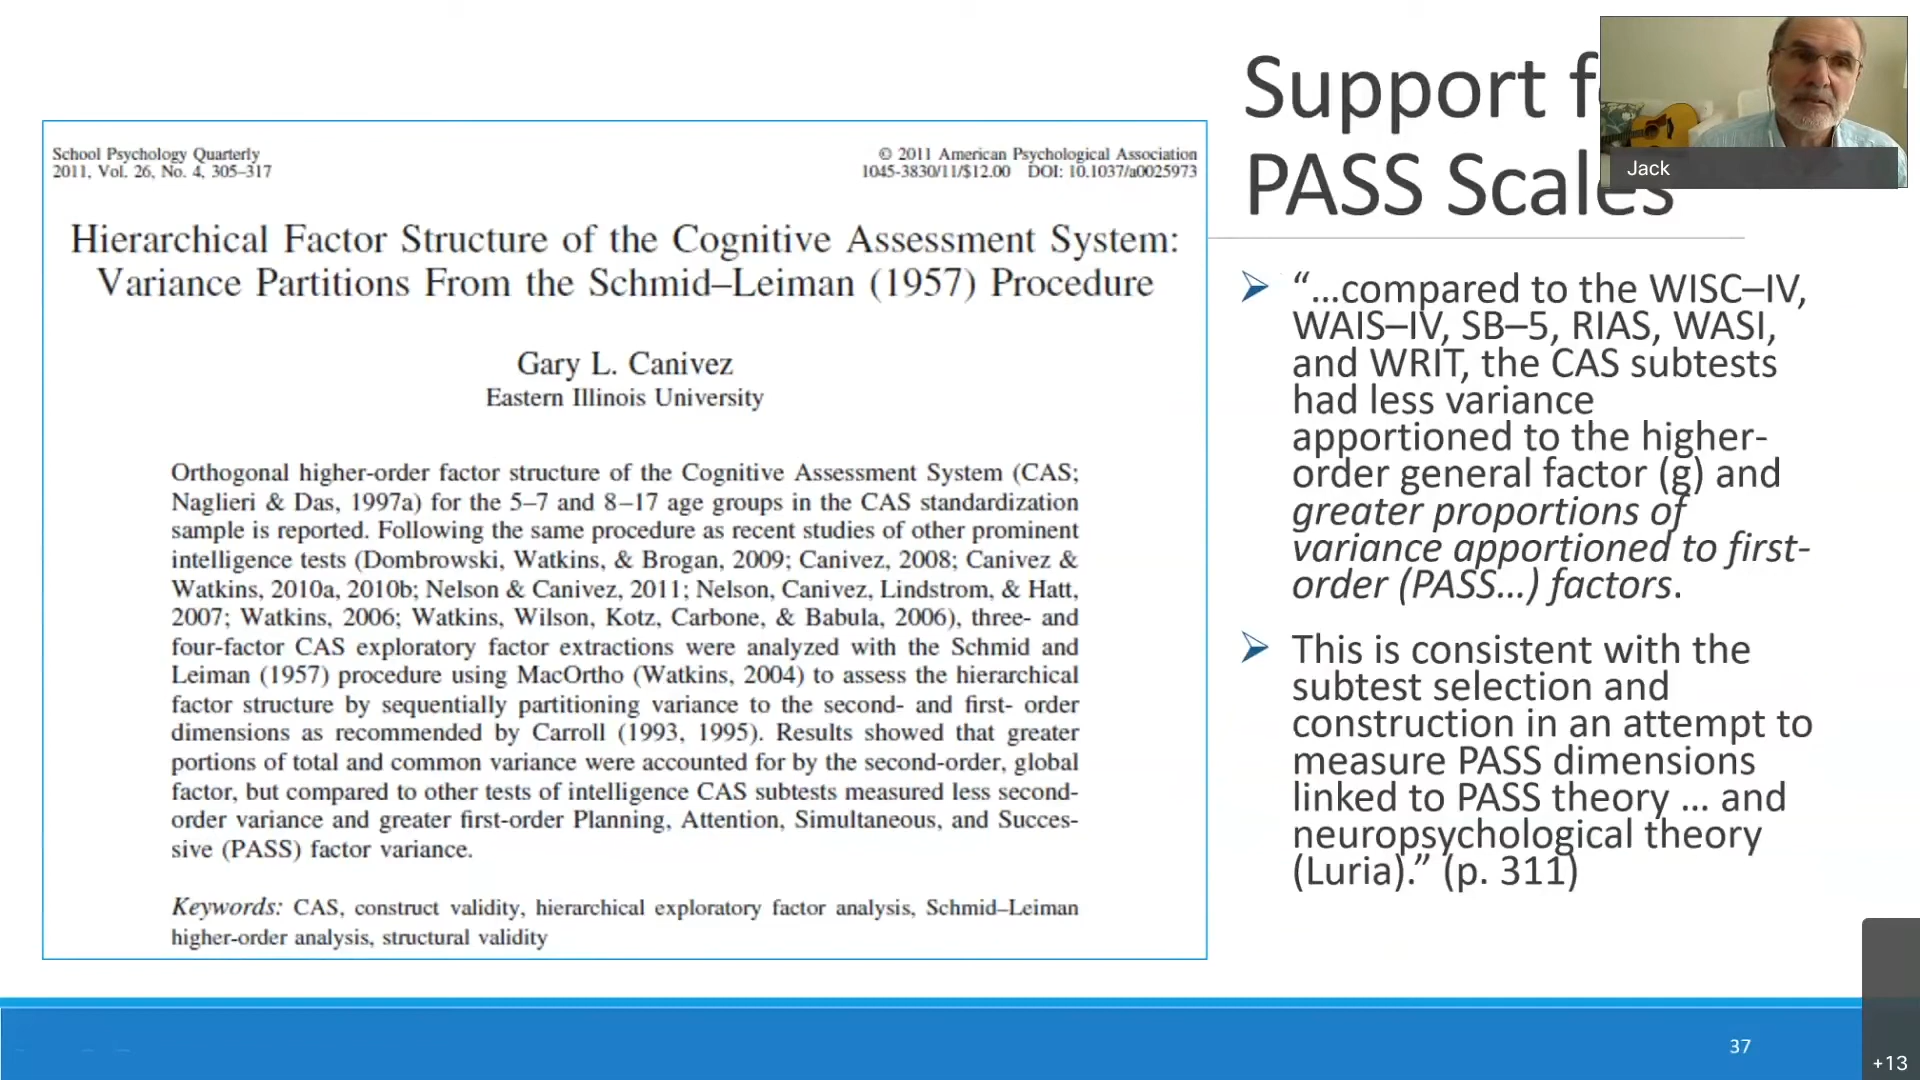 School Psychology Quarterly
2011, Vol. 26, No. 4, 305–317
© 2011 American Psychological Association
1045-3830/11/$12.00 DOI: 10.1037/a0025973
Hierarchical Factor Structure of the Cognitive Assessment System:
Variance Partitions From the Schmid–Leiman (1957) Procedure
Gary L. Canivez
Eastern Illinois University
Orthogonal higher-order factor structure of the Cognitive Assessment System (CAS;
Naglieri & Das, 1997a) for the 5–7 and 8–17 age groups in the CAS standardization
sample is reported. Following the same procedure as recent studies of other prominent
intelligence tests (Dombrowski, Watkins, & Brogan, 2009; Canivez, 2008; Canivez &
Watkins, 2010a, 2010b; Nelson & Canivez, 2011; Nelson, Canivez, Lindstrom, & Hatt,
2007; Watkins, 2006; Watkins, Wilson, Kotz, Carbone, & Babula, 2006), three- and
four-factor CAS exploratory factor extractions were analyzed with the Schmid and
Leiman (1957) procedure using MacOrtho (Watkins, 2004) to assess the hierarchical
factor structure by sequentially partitioning variance to the second- and first- order
dimensions as recommended by Carroll (1993, 1995). Results showed that greater
portions of total and common variance were accounted for by the second-order, global
factor, but compared to other tests of intelligence CAS subtests measured less second-
order variance and greater first-order Planning, Attention, Simultaneous, and Succes-
sive (PASS) factor variance.
Keywords: CAS, construct validity, hierarchical exploratory factor analysis, Schmid–Leiman
higher-order analysis, structural validity
Support
PASS Scales
Jack
“…compared to the WISC–IV,
WAIS–IV, SB–5, RIAS, WASI,
and WRIT, the CAS subtests
had less variance
apportioned to the higher-
order general factor (g) and
greater proportions of
variance apportioned to first-
order (PASS…) factors.
This is consistent with the
subtest selection and
construction in an attempt to
measure PASS dimensions
linked to PASS theory … and
neuropsychological theory
(Luria).” (p. 311)
37
+13